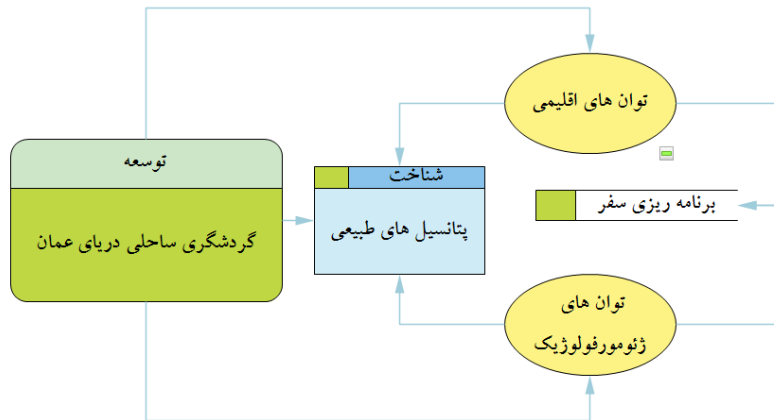 توان های اقلیمی
توسعه
شناخت
گردشگری ساحلی دریای عمان
پتانسیل های طبیعی
برنامه ریزی سفر
توان های
ژئومورفولوژیک